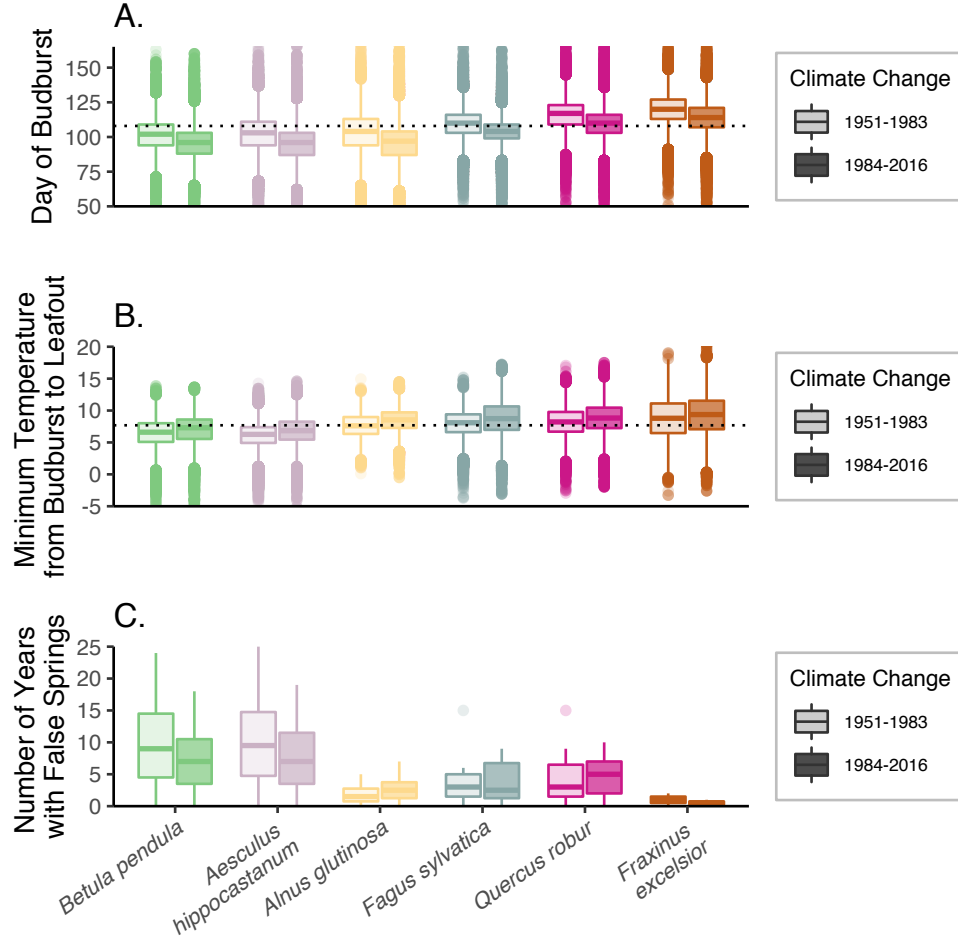 A.
Day of Budburst
150
125
100
75
50
Climate Change
1951-1983
1984-2016
B.
Minimum Temperature
from Budburst to Leafout
20
15
10
5
0
-5
Climate Change
1951-1983
1984-2016
C.
Number of Years
with False Springs
25
20
15
10
5
0
Climate Change
1951-1983
1984-2016
Betula pendula
Aesculus
hippocastanum
Alnus glutinosa
Fagus sylvatica
Quercus robur
Fraxinus
excelsior